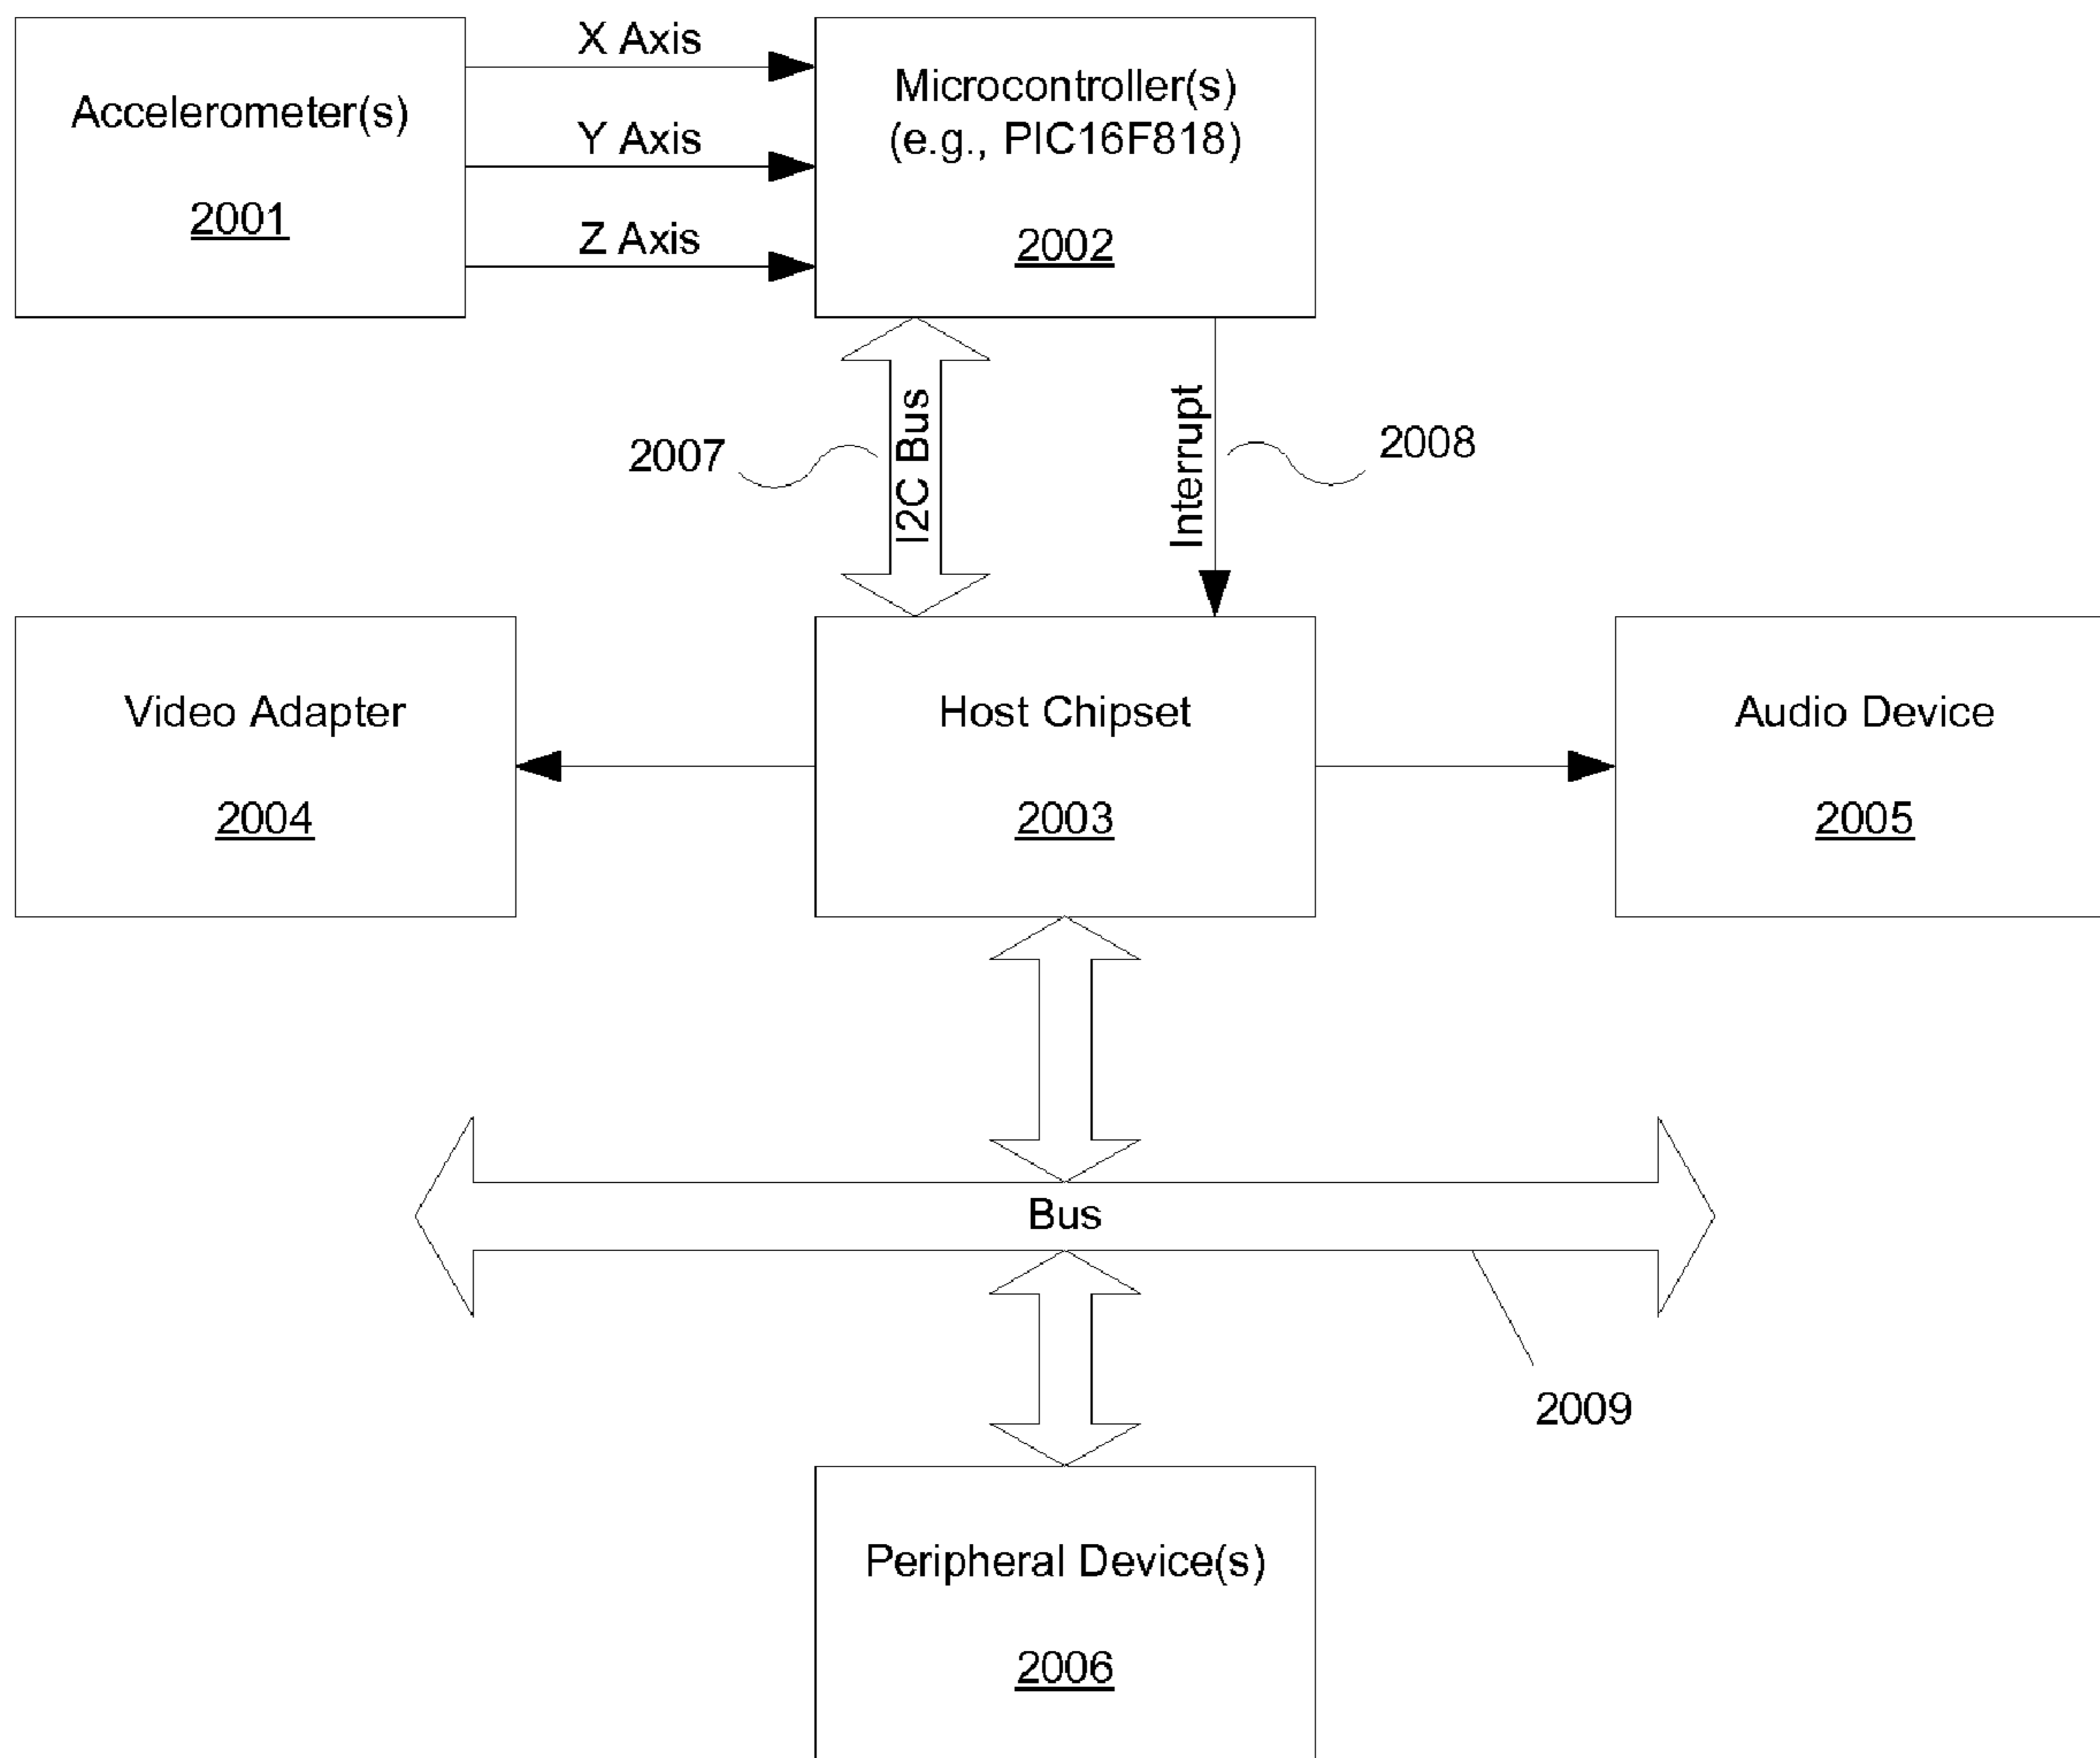 Accelerometer(s)
2001
X Axis
Y Axis
Z Axis
Microcontroller(s)
(e.g., PIC16F818)
2002
2007
I2C Bus
Interrupt
2008
Video Adapter
2004
Host Chipset
2003
Audio Device
2005
Bus
2009
Peripheral Device(s)
2006